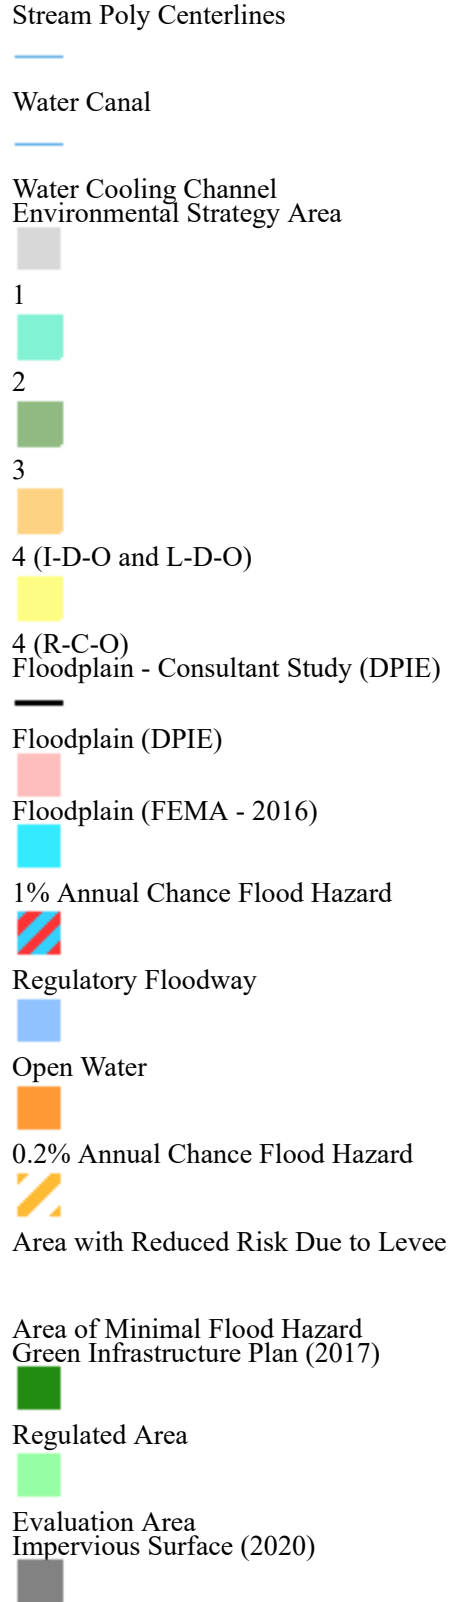 Stream Poly Centerlines
Water Canal
Water Cooling Channel
Environmental Strategy Area
1
2
3
4 (I-D-O and L-D-O)
4 (R-C-O)
Floodplain - Consultant Study (DPIE)
Floodplain (DPIE)
Floodplain (FEMA - 2016)
1% Annual Chance Flood Hazard
Regulatory Floodway
Open Water
0.2% Annual Chance Flood Hazard
Area with Reduced Risk Due to Levee
Area of Minimal Flood Hazard
Green Infrastructure Plan (2017)
Regulated Area
Evaluation Area
Impervious Surface (2020)